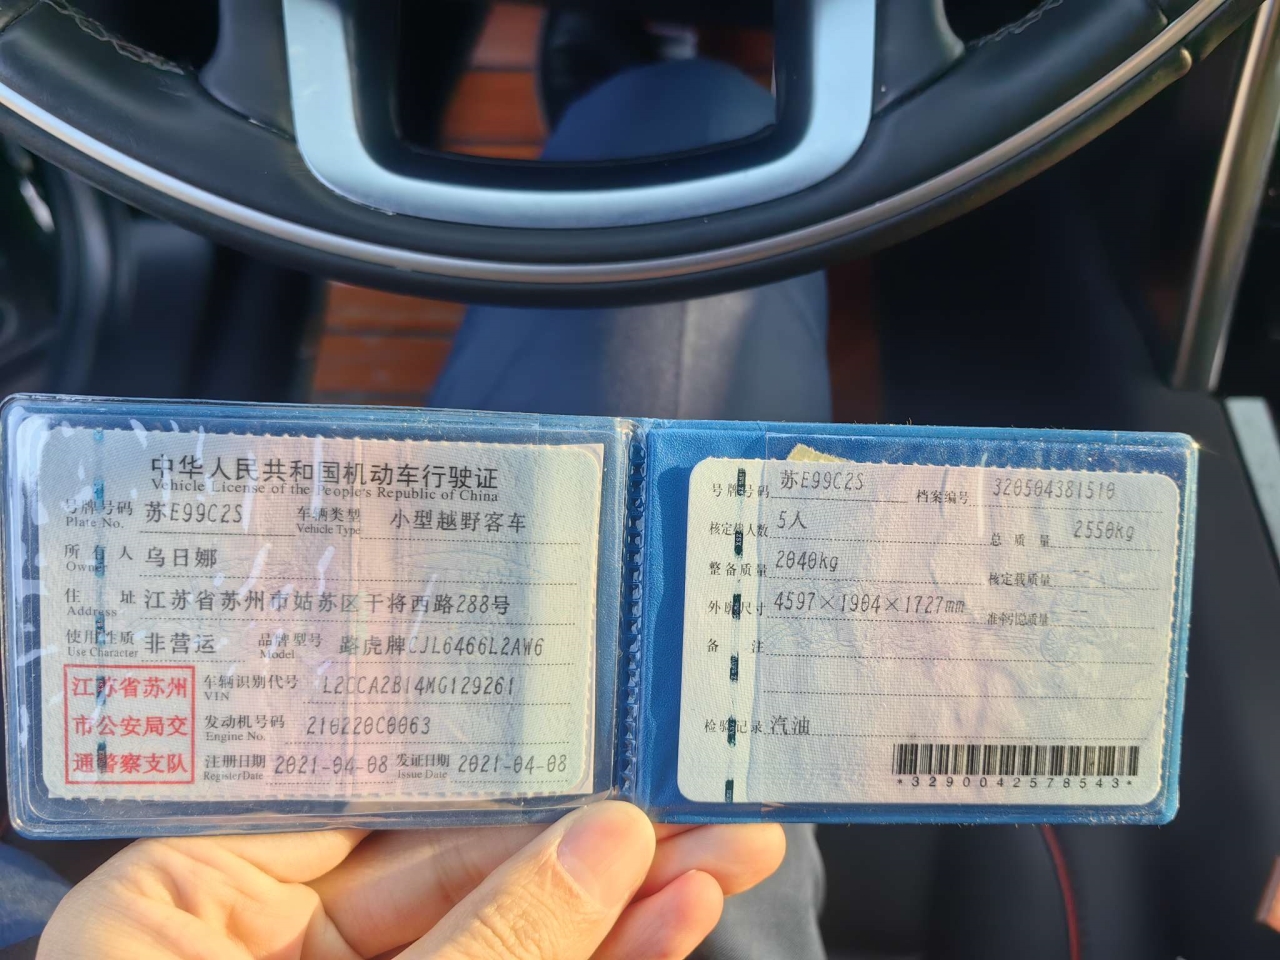 中华人民共和国机动车行驶证
Vehicle License of the People's Republic of China
号牌号码 苏E99C2S 车辆类型 小型越野客车
Plate No. Vehicle Type
所有人 乌日娜
Owner
住址 江苏省苏州市姑苏区干将西路288号
Address
使用性质 非营运 品牌型号 路虎牌CJL6466L2AW6
Use Character Model
江苏省苏州
市公安局交
通警察支队
车辆识别代号 L2CCA2B14MG129261
VIN
发动机号码 210220C0063
Engine No.
注册日期 2021-04-08 发证日期 2021-04-08
Register Date Issue Date
号牌号码 苏E99C2S 档案编号 320504381510
核定载人数 5人 总质量 2550kg
整备质量 2040kg 核定载质量 --
外廓尺寸 4597×1904×1727mm 准牵引总质量 --
备注
检验记录 汽油
*3290042578543*